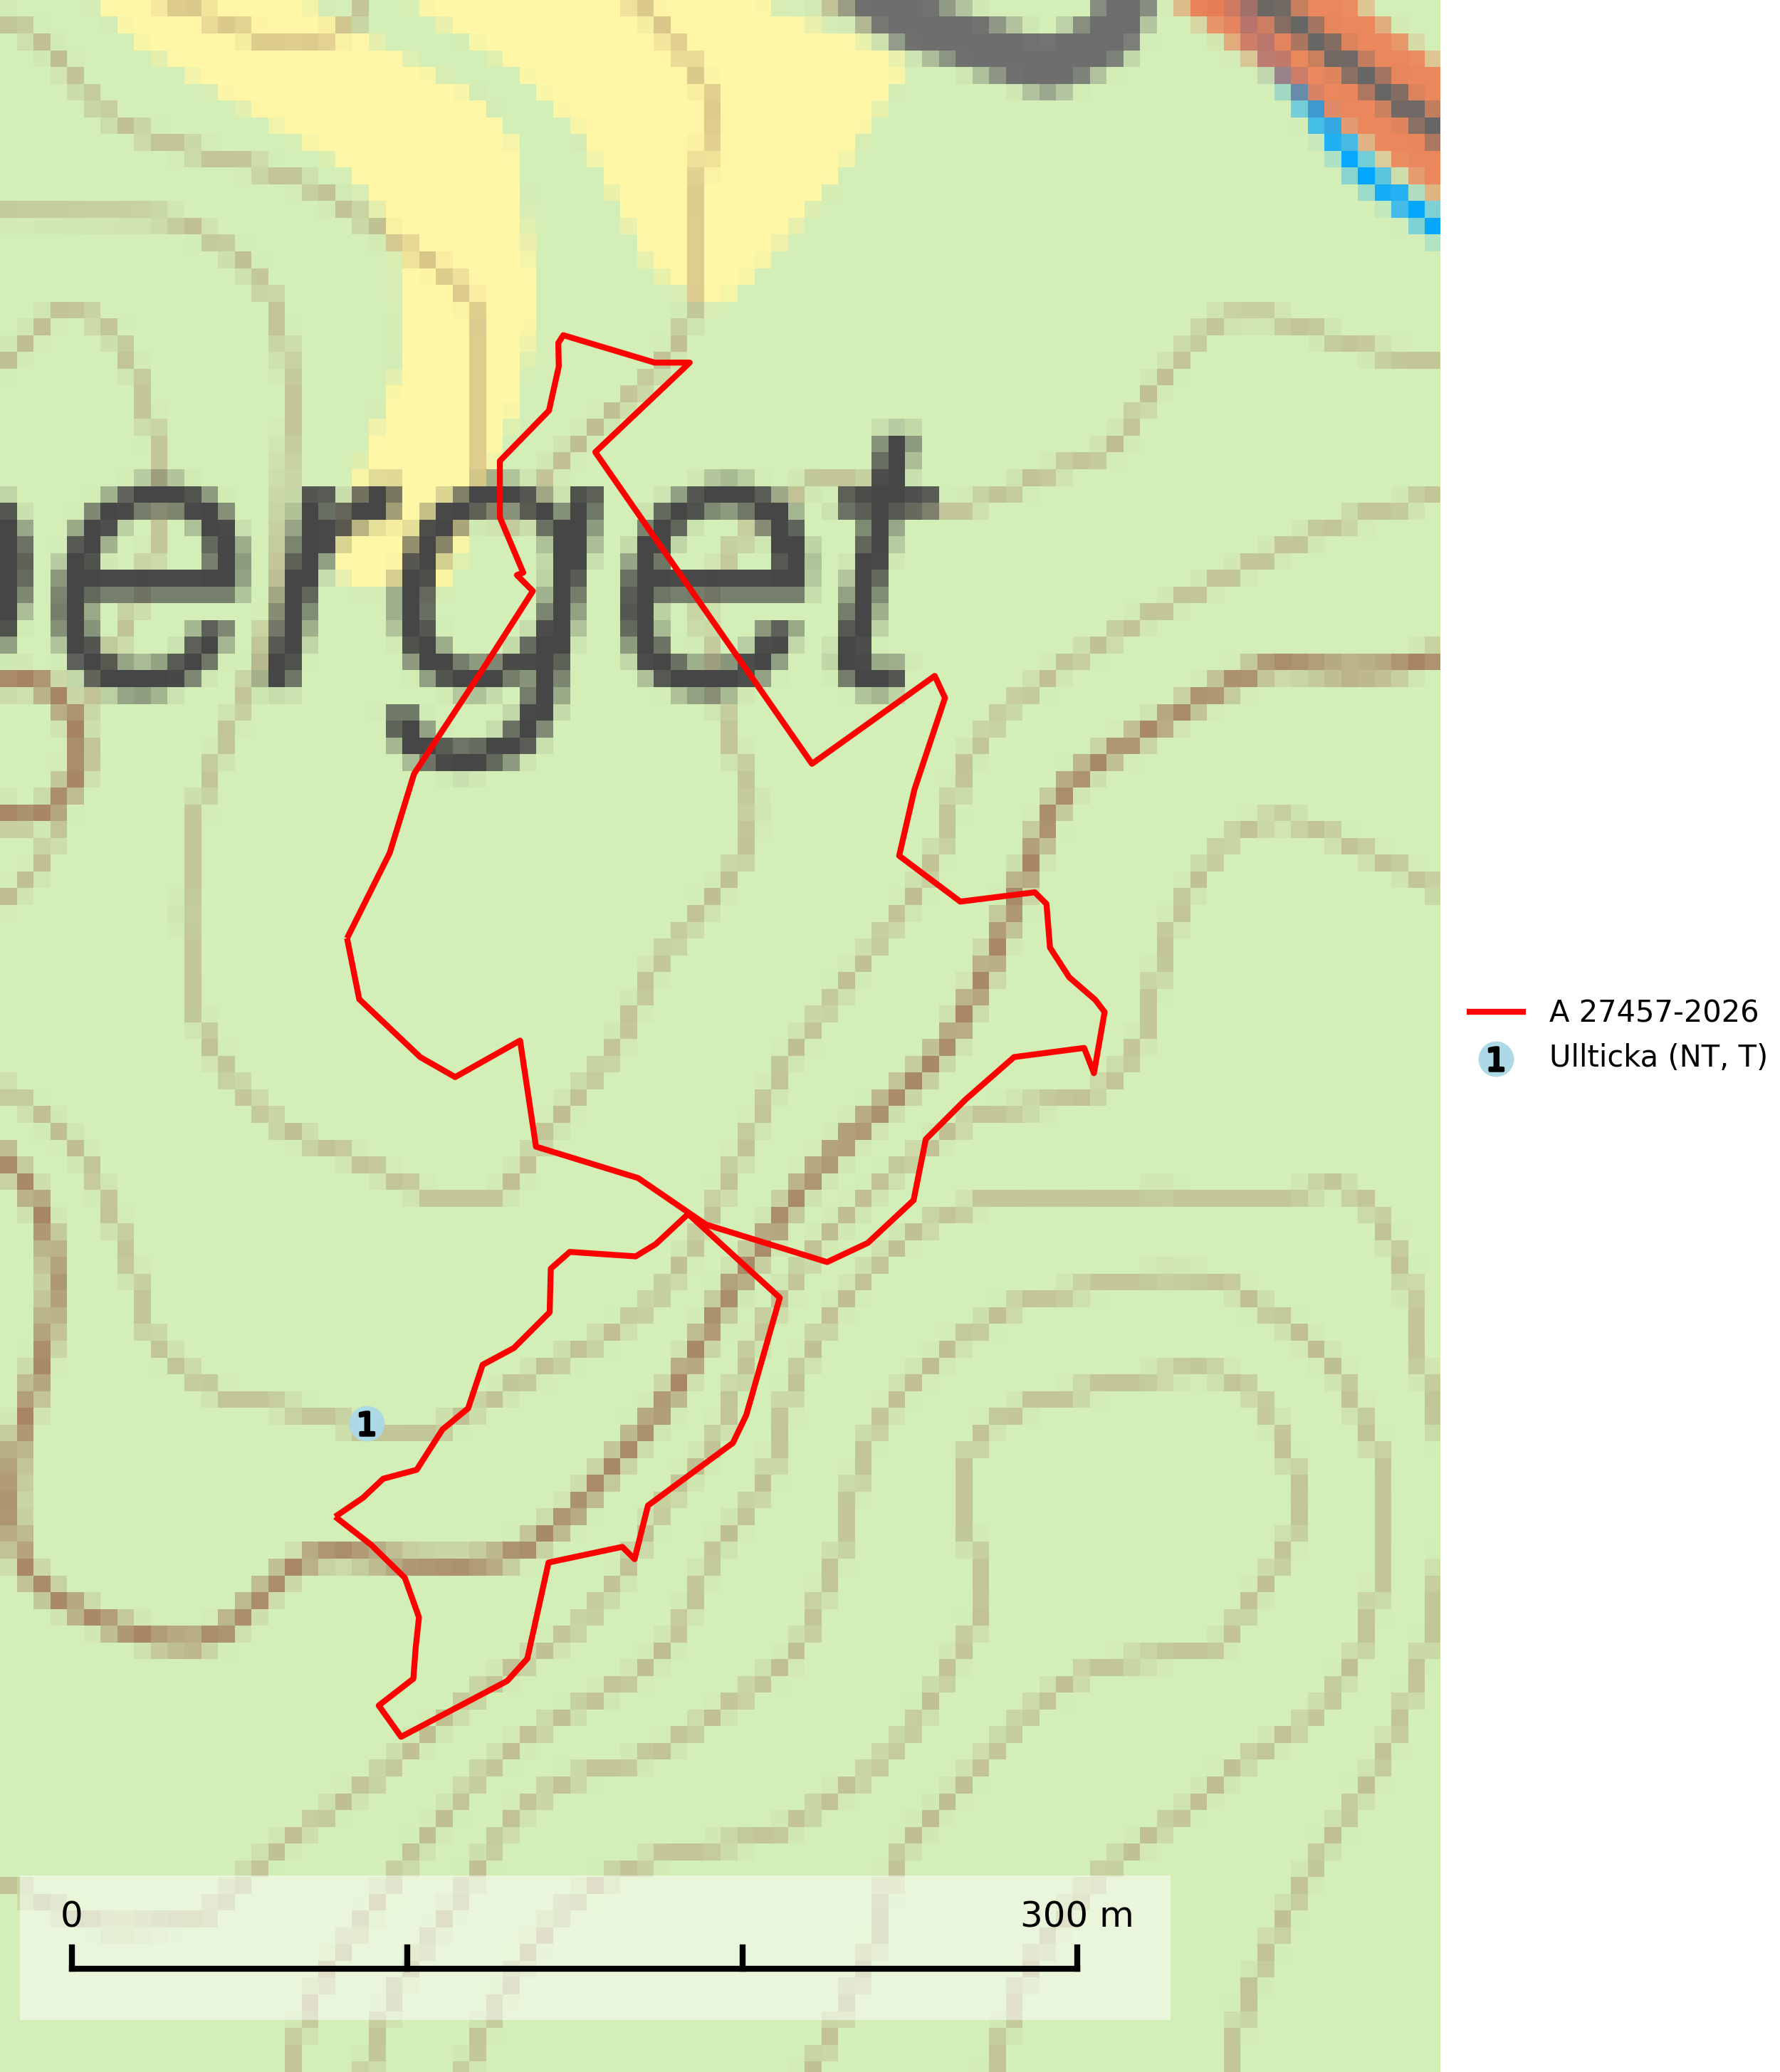 erget
A 27457-2026
1 Ullticka (NT, T)
1
0 300 m